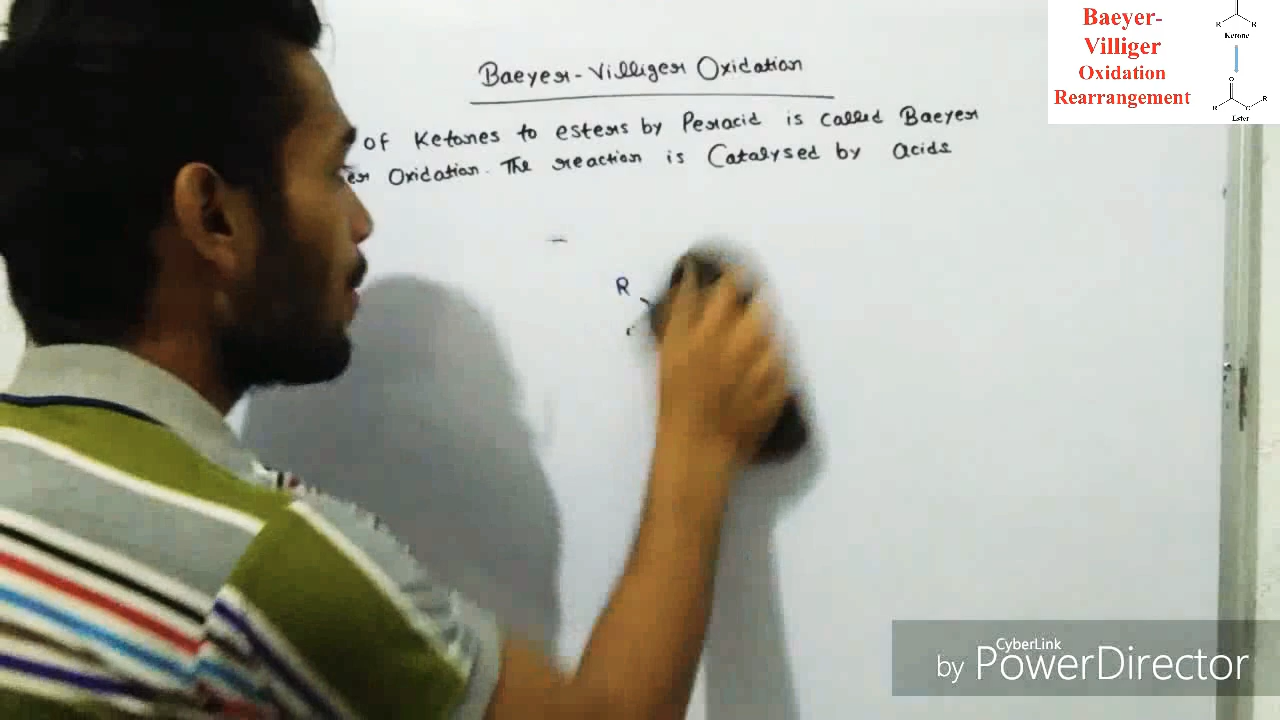 Baeyer-Villiger Oxidation
of Ketones to esters by Peracid is called Baeyer
er Oxidation. The reaction is Catalysed by acids
R
Baeyer-
Villiger
Oxidation
Rearrangement
R R
Ketone
O
R O R
Ester
CyberLink
by PowerDirector